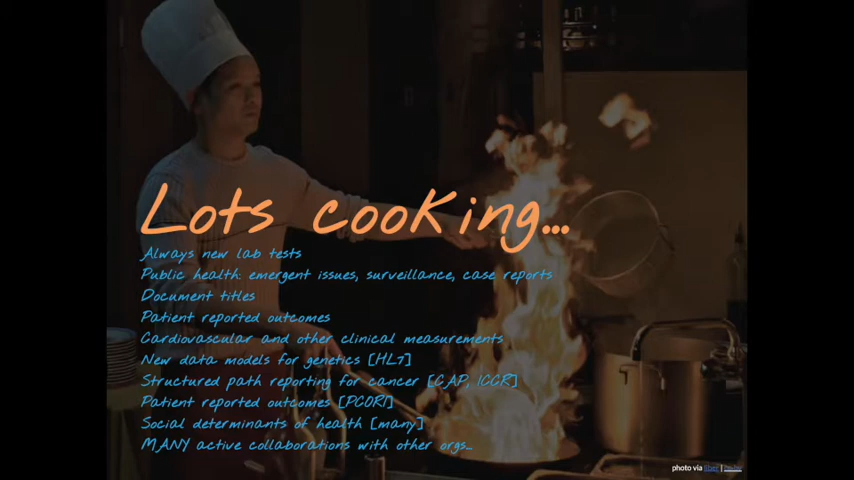 Lots cooking...
Always new lab tests
Public health: emergent issues, surveillance, case reports
Document titles
Patient reported outcomes
Cardiovascular and other clinical measurements
New data models for genetics [HL7]
Structured path reporting for cancer [CAP, ICCR]
Patient reported outcomes [PCORI]
Social determinants of health [many]
MANY active collaborations with other orgs...
photo via |